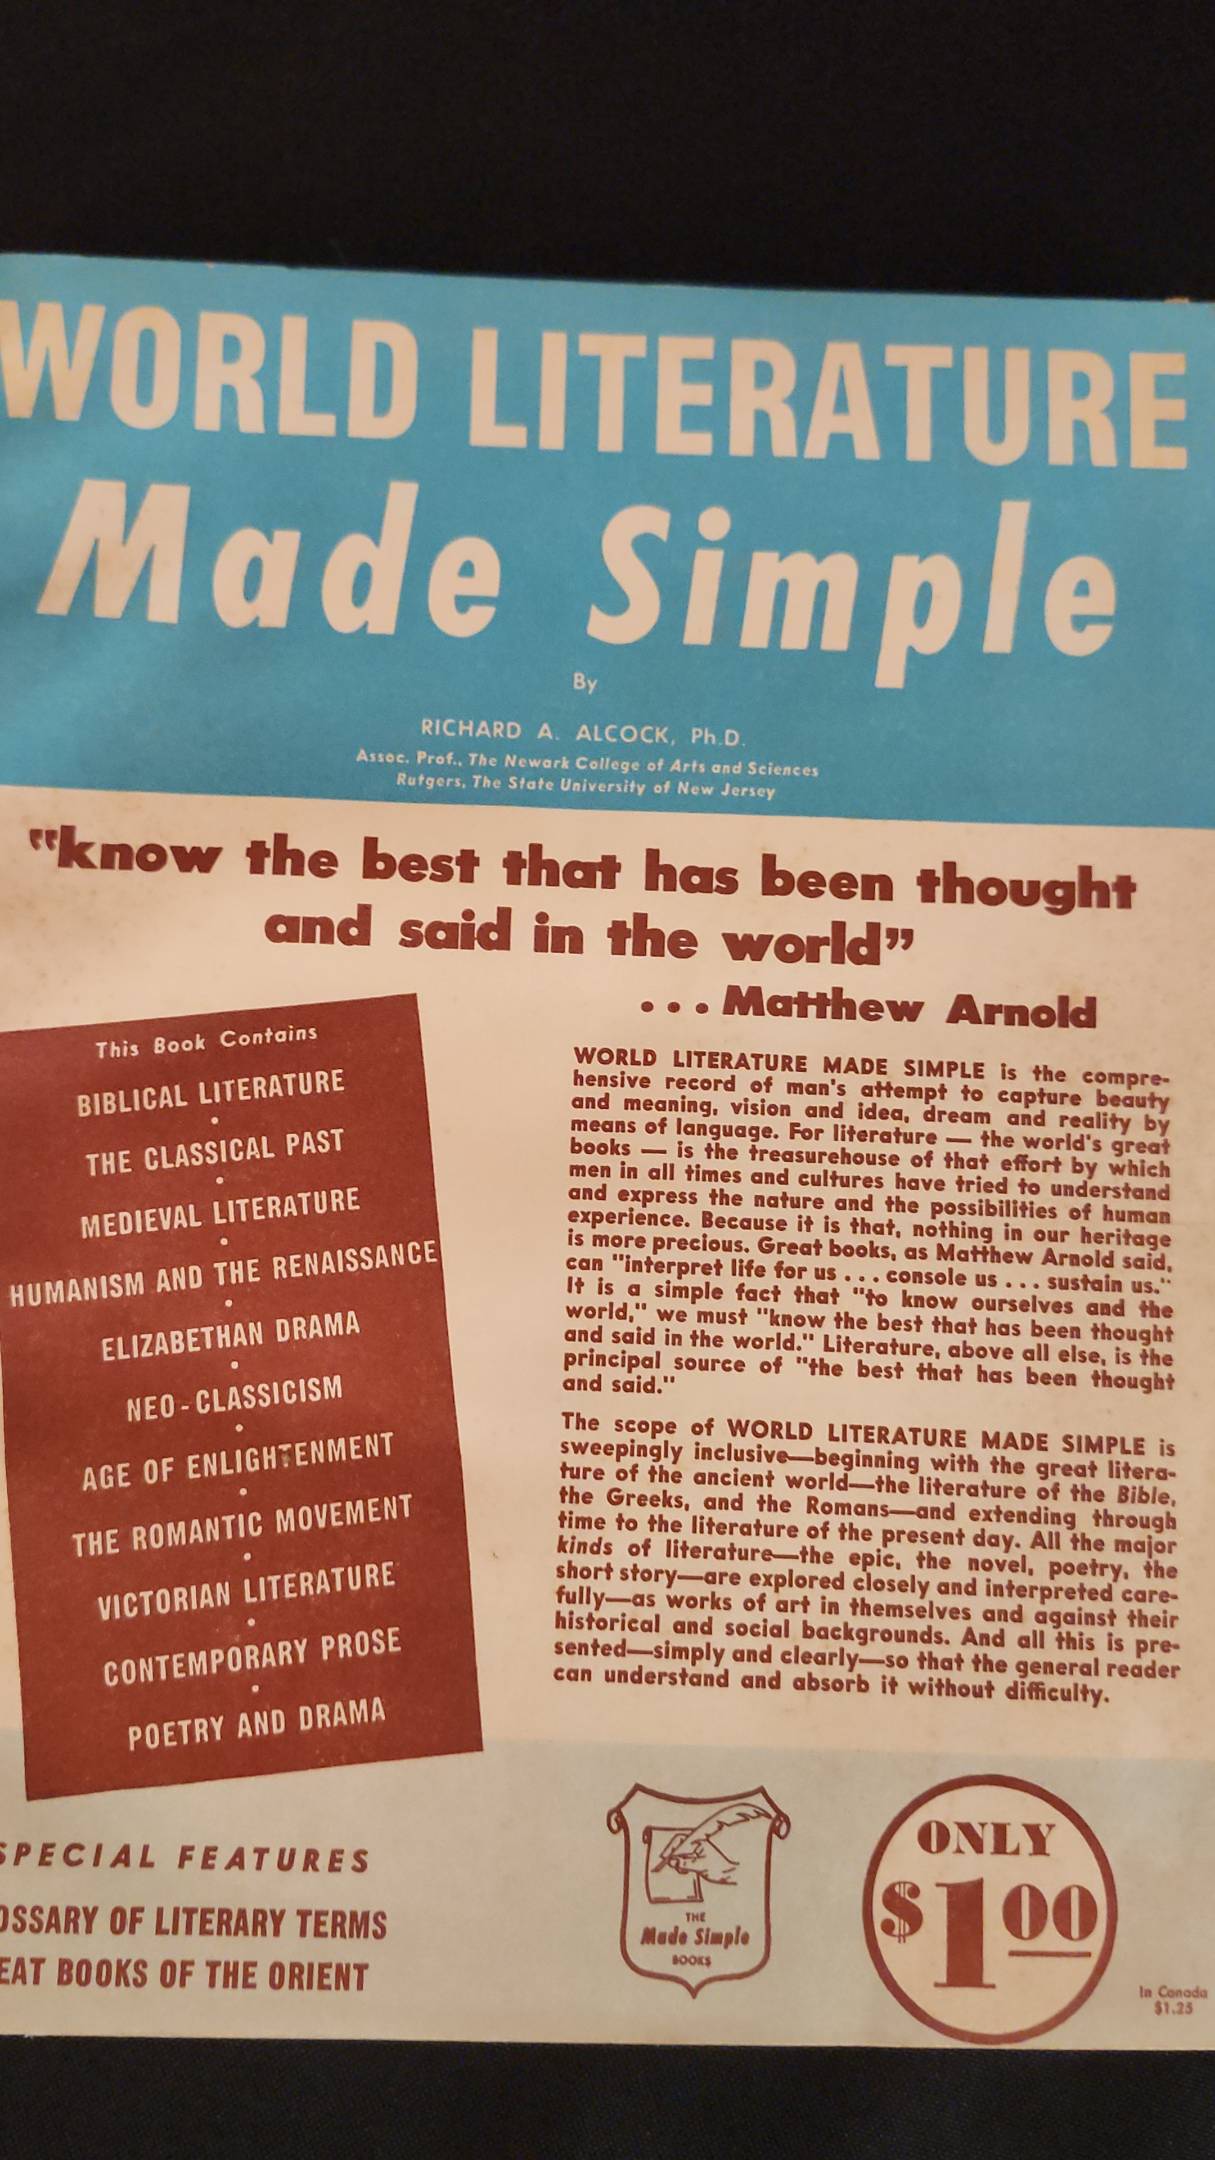 WORLD LITERATURE
Made Simple
By
RICHARD A. ALCOCK, Ph.D.
Assoc. Prof., The Newark College of Arts and Sciences
Rutgers, The State University of New Jersey
"know the best that has been thought
and said in the world"
...Matthew Arnold
This Book Contains
BIBLICAL LITERATURE
•
THE CLASSICAL PAST
•
MEDIEVAL LITERATURE
•
HUMANISM AND THE RENAISSANCE
•
ELIZABETHAN DRAMA
•
NEO-CLASSICISM
•
AGE OF ENLIGHTENMENT
•
THE ROMANTIC MOVEMENT
•
VICTORIAN LITERATURE
•
CONTEMPORARY PROSE
•
POETRY AND DRAMA
WORLD LITERATURE MADE SIMPLE is the compre-
hensive record of man's attempt to capture beauty
and meaning, vision and idea, dream and reality by
means of language. For literature — the world's great
books — is the treasurehouse of that effort by which
men in all times and cultures have tried to understand
and express the nature and the possibilities of human
experience. Because it is that, nothing in our heritage
is more precious. Great books, as Matthew Arnold said,
can "interpret life for us ... console us ... sustain us."
It is a simple fact that "to know ourselves and the
world," we must "know the best that has been thought
and said in the world." Literature, above all else, is the
principal source of "the best that has been thought
and said."
The scope of WORLD LITERATURE MADE SIMPLE is
sweepingly inclusive—beginning with the great litera-
ture of the ancient world—the literature of the Bible,
the Greeks, and the Romans—and extending through
time to the literature of the present day. All the major
kinds of literature—the epic, the novel, poetry, the
short story—are explored closely and interpreted care-
fully—as works of art in themselves and against their
historical and social backgrounds. And all this is pre-
sented—simply and clearly—so that the general reader
can understand and absorb it without difficulty.
SPECIAL FEATURES
OSSARY OF LITERARY TERMS
EAT BOOKS OF THE ORIENT
THE
Made Simple
BOOKS
ONLY
$1.00
In Canada
$1.25